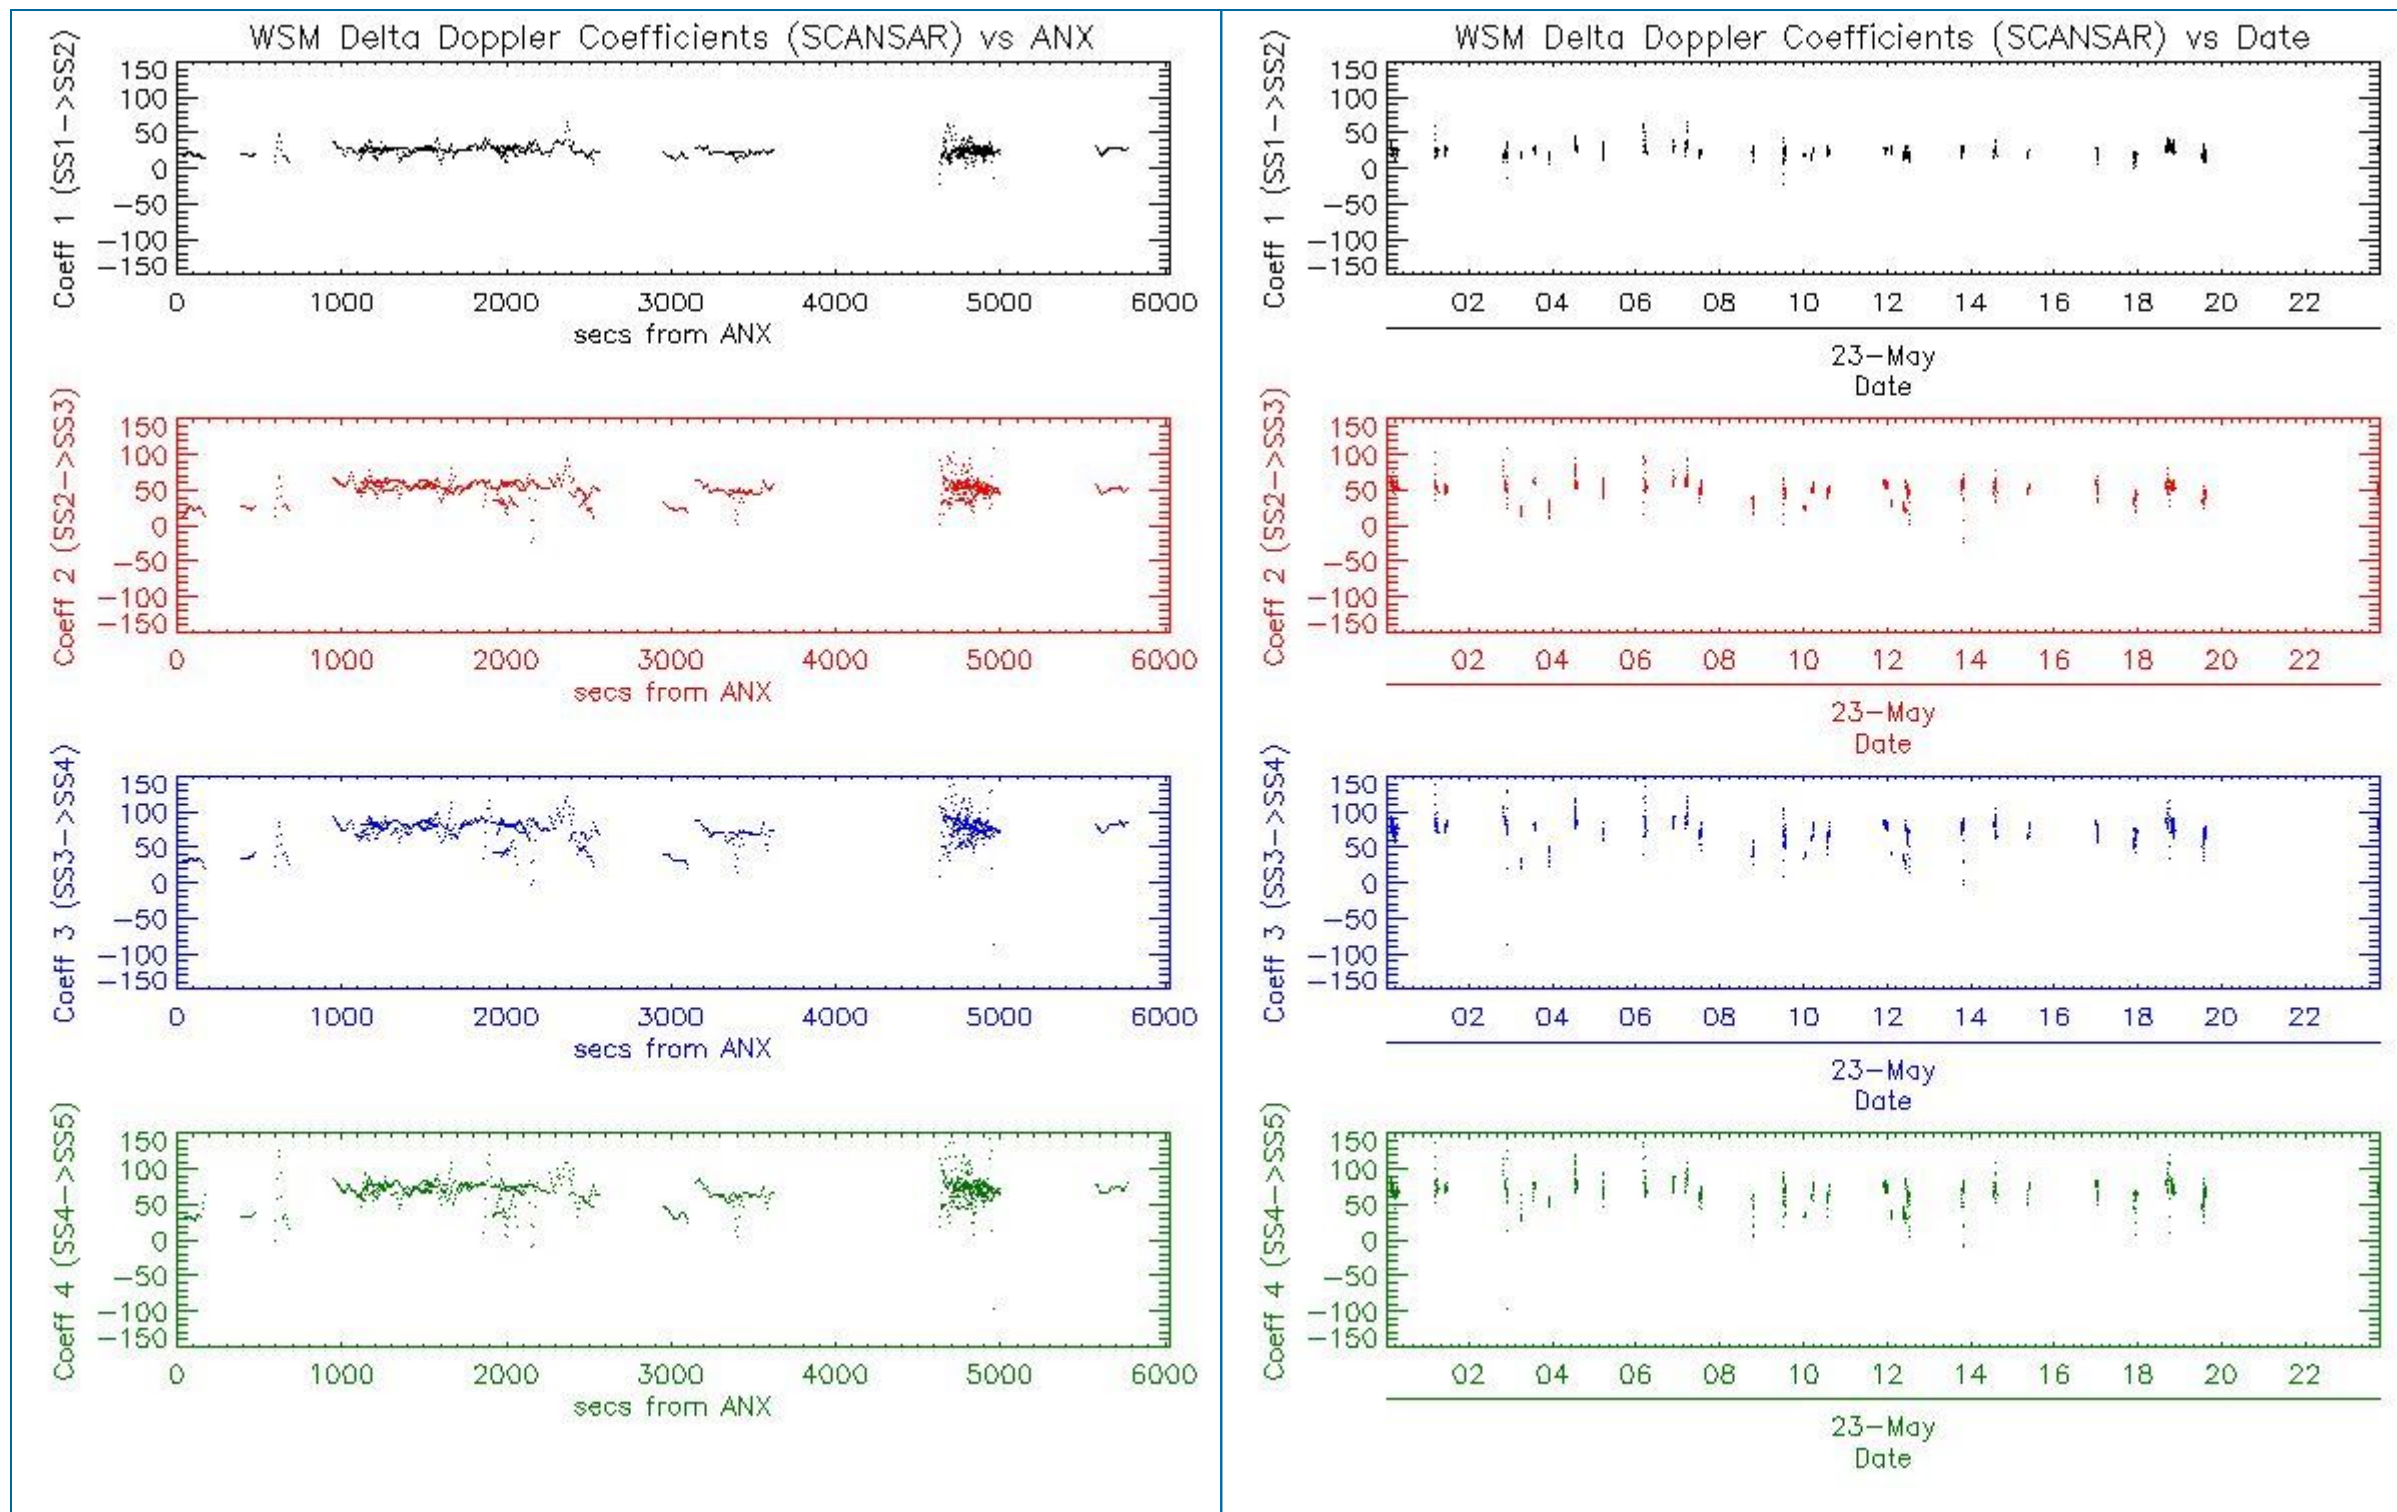 WSM Delta Doppler Coefficients (SCANSAR) vs ANX
Coeff 1 (SS1->SS2)
150
100
50
0
-50
-100
-150
0 1000 2000 3000 4000 5000 6000
secs from ANX
Coeff 2 (SS2->SS3)
150
100
50
0
-50
-100
-150
0 1000 2000 3000 4000 5000 6000
secs from ANX
Coeff 3 (SS3->SS4)
150
100
50
0
-50
-100
-150
0 1000 2000 3000 4000 5000 6000
secs from ANX
Coeff 4 (SS4->SS5)
150
100
50
0
-50
-100
-150
0 1000 2000 3000 4000 5000 6000
secs from ANX
WSM Delta Doppler Coefficients (SCANSAR) vs Date
Coeff 1 (SS1->SS2)
150
100
50
0
-50
-100
-150
02 04 06 08 10 12 14 16 18 20 22
23-May
Date
Coeff 2 (SS2->SS3)
150
100
50
0
-50
-100
-150
02 04 06 08 10 12 14 16 18 20 22
23-May
Date
Coeff 3 (SS3->SS4)
150
100
50
0
-50
-100
-150
02 04 06 08 10 12 14 16 18 20 22
23-May
Date
Coeff 4 (SS4->SS5)
150
100
50
0
-50
-100
-150
02 04 06 08 10 12 14 16 18 20 22
23-May
Date